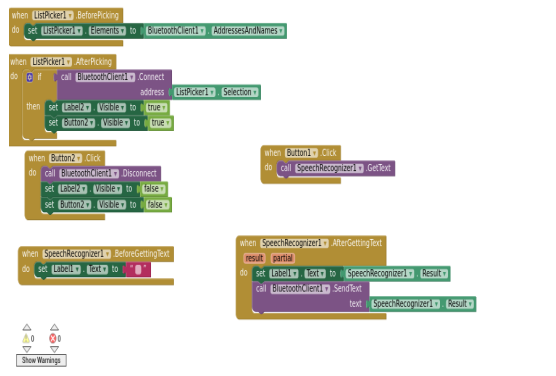 when ListPicker1 .BeforePicking
do set ListPicker1 . Elements to BluetoothClient1 . AddressesAndNames
when ListPicker1 .AfterPicking
do if call BluetoothClient1 .Connect
address ListPicker1 . Selection
then set Label2 . Visible to true
set Button2 . Visible to true
when Button2 .Click
do call BluetoothClient1 .Disconnect
set Label2 . Visible to false
set Button2 . Visible to false
when Button1 .Click
do call SpeechRecognizer1 .GetText
when SpeechRecognizer1 .BeforeGettingText
do set Label1 . Text to " "
when SpeechRecognizer1 .AfterGettingText
result partial
do set Label1 . Text to SpeechRecognizer1 . Result
call BluetoothClient1 .SendText
text SpeechRecognizer1 . Result
0 0
Show Warnings